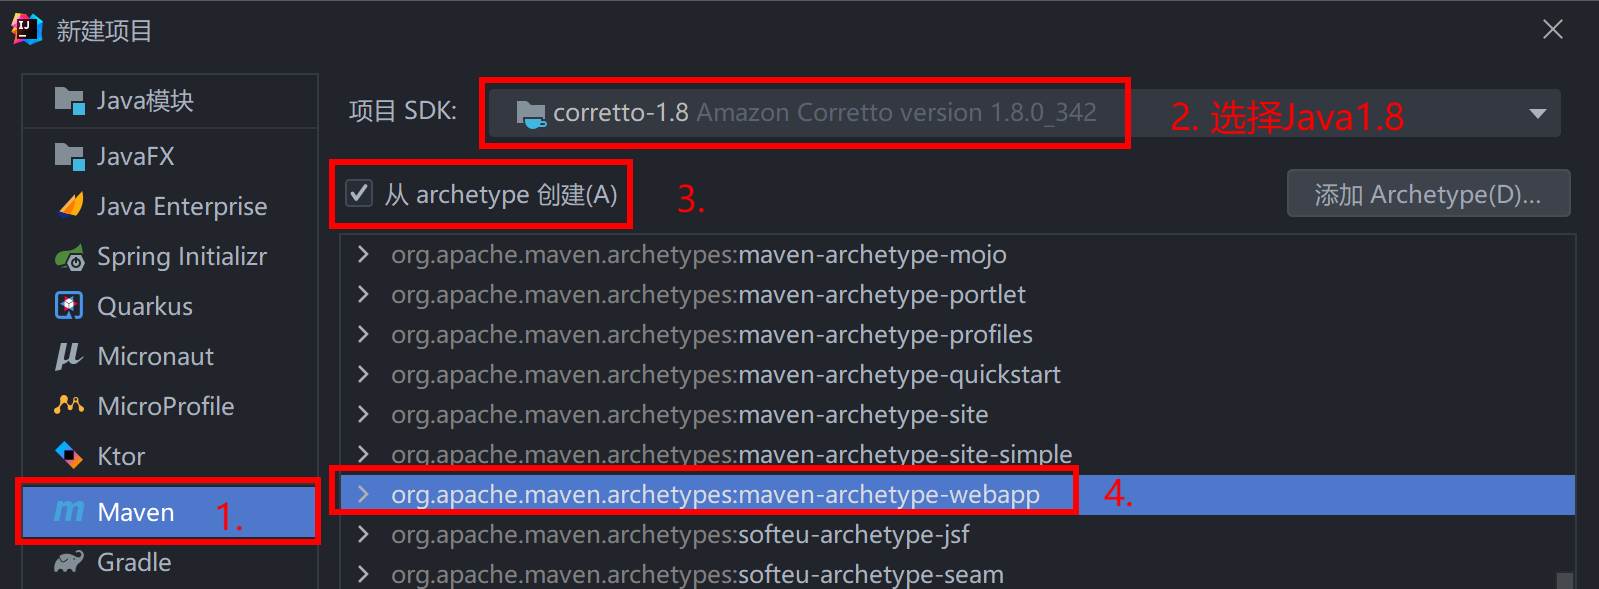 新建项目
Java模块
项目 SDK: corretto-1.8 Amazon Corretto version 1.8.0_342 2. 选择Java1.8
JavaFX
Java Enterprise
从 archetype 创建(A) 3. 添加 Archetype(D)...
Spring Initializr
org.apache.maven.archetypes:maven-archetype-mojo
Quarkus
org.apache.maven.archetypes:maven-archetype-portlet
org.apache.maven.archetypes:maven-archetype-profiles
Micronaut
org.apache.maven.archetypes:maven-archetype-quickstart
MicroProfile
org.apache.maven.archetypes:maven-archetype-site
Ktor
org.apache.maven.archetypes:maven-archetype-site-simple
org.apache.maven.archetypes:maven-archetype-webapp 4.
Maven 1.
org.apache.maven.archetypes:softeu-archetype-jsf
Gradle
org.apache.maven.archetypes:softeu-archetype-seam